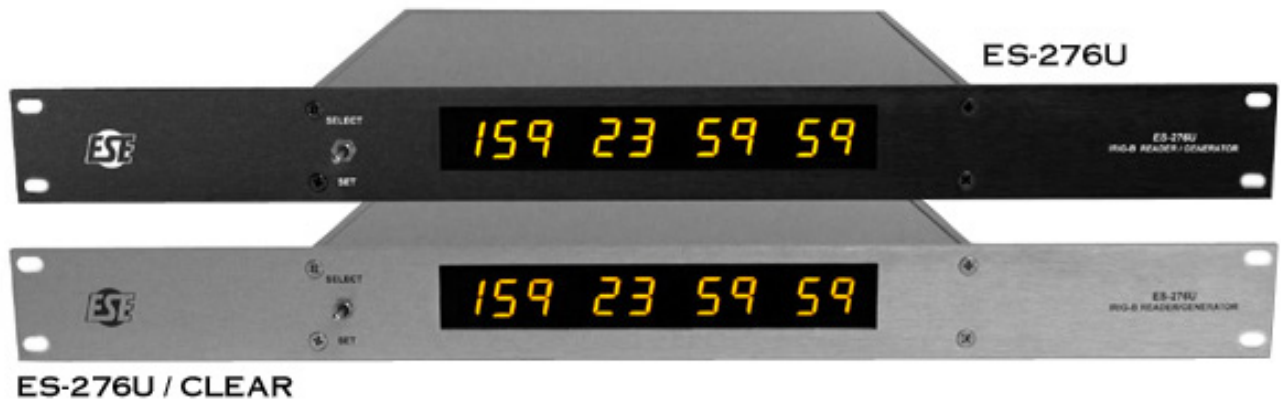 ES-276U
ESE
SELECT
SET
159 23 59 59
ES-276U
IRIG-B READER / GENERATOR
ESE
SELECT
SET
159 23 59 59
ES-276U
IRIG-B READER/GENERATOR
ES-276U / CLEAR